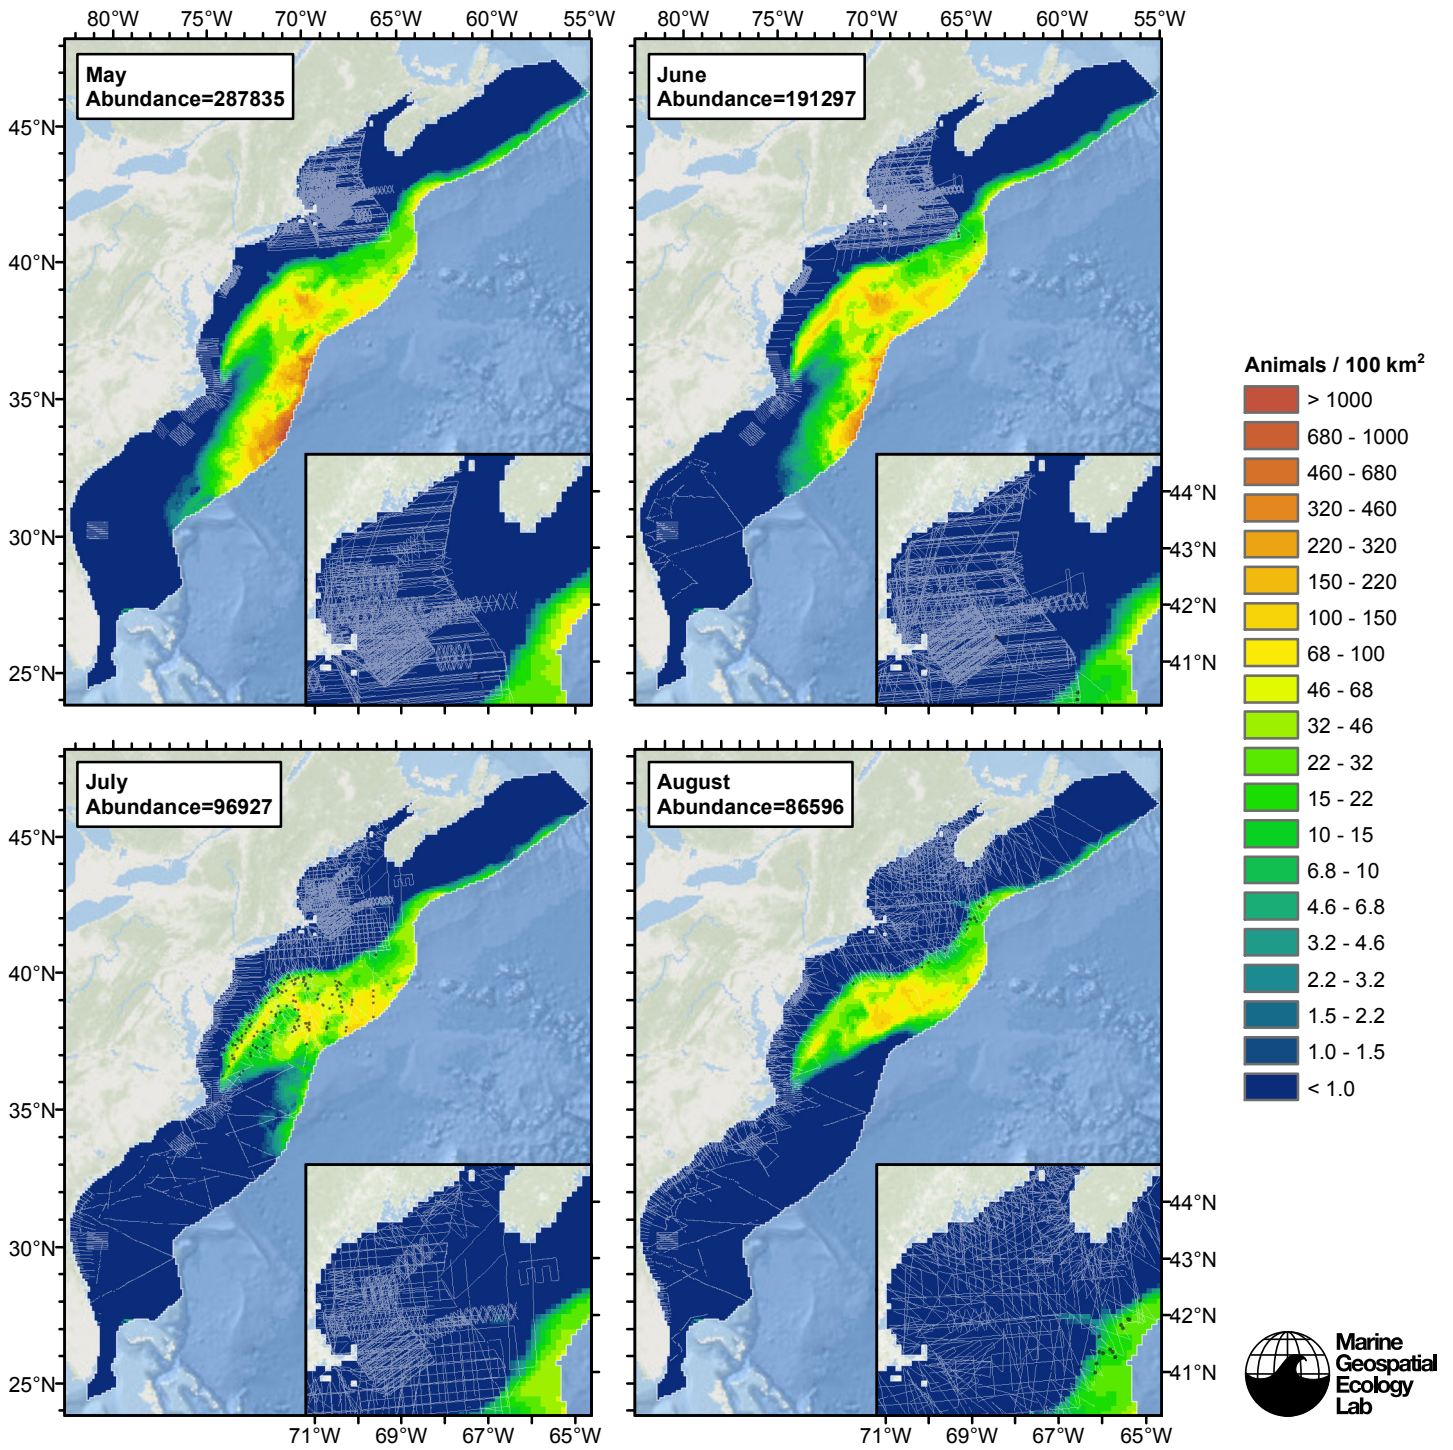 80°W 75°W 70°W 65°W 60°W 55°W
80°W 75°W 70°W 65°W 60°W 55°W
May
Abundance=287835
June
Abundance=191297
45°N
40°N
35°N
30°N
25°N
44°N
43°N
42°N
41°N
July
Abundance=96927
August
Abundance=86596
45°N
40°N
35°N
30°N
25°N
44°N
43°N
42°N
41°N
71°W 69°W 67°W 65°W
71°W 69°W 67°W 65°W
Animals / 100 km²
> 1000
680 - 1000
460 - 680
320 - 460
220 - 320
150 - 220
100 - 150
68 - 100
46 - 68
32 - 46
22 - 32
15 - 22
10 - 15
6.8 - 10
4.6 - 6.8
3.2 - 4.6
2.2 - 3.2
1.5 - 2.2
1.0 - 1.5
< 1.0
Marine
Geospatial
Ecology
Lab